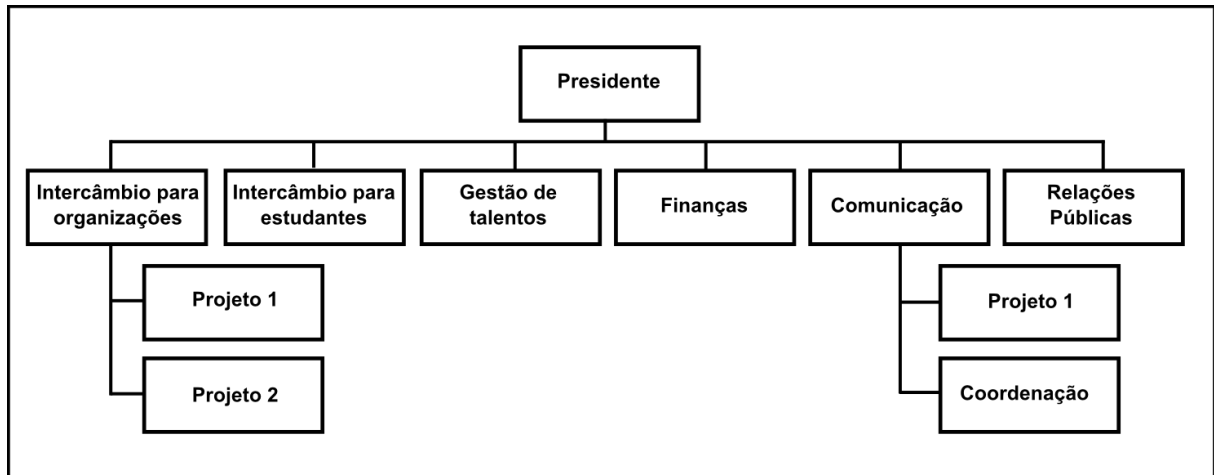 Presidente
Intercâmbio para
organizações
Intercâmbio para
estudantes
Gestão de
talentos
Finanças
Comunicação
Relações
Públicas
Projeto 1
Projeto 2
Projeto 1
Coordenação